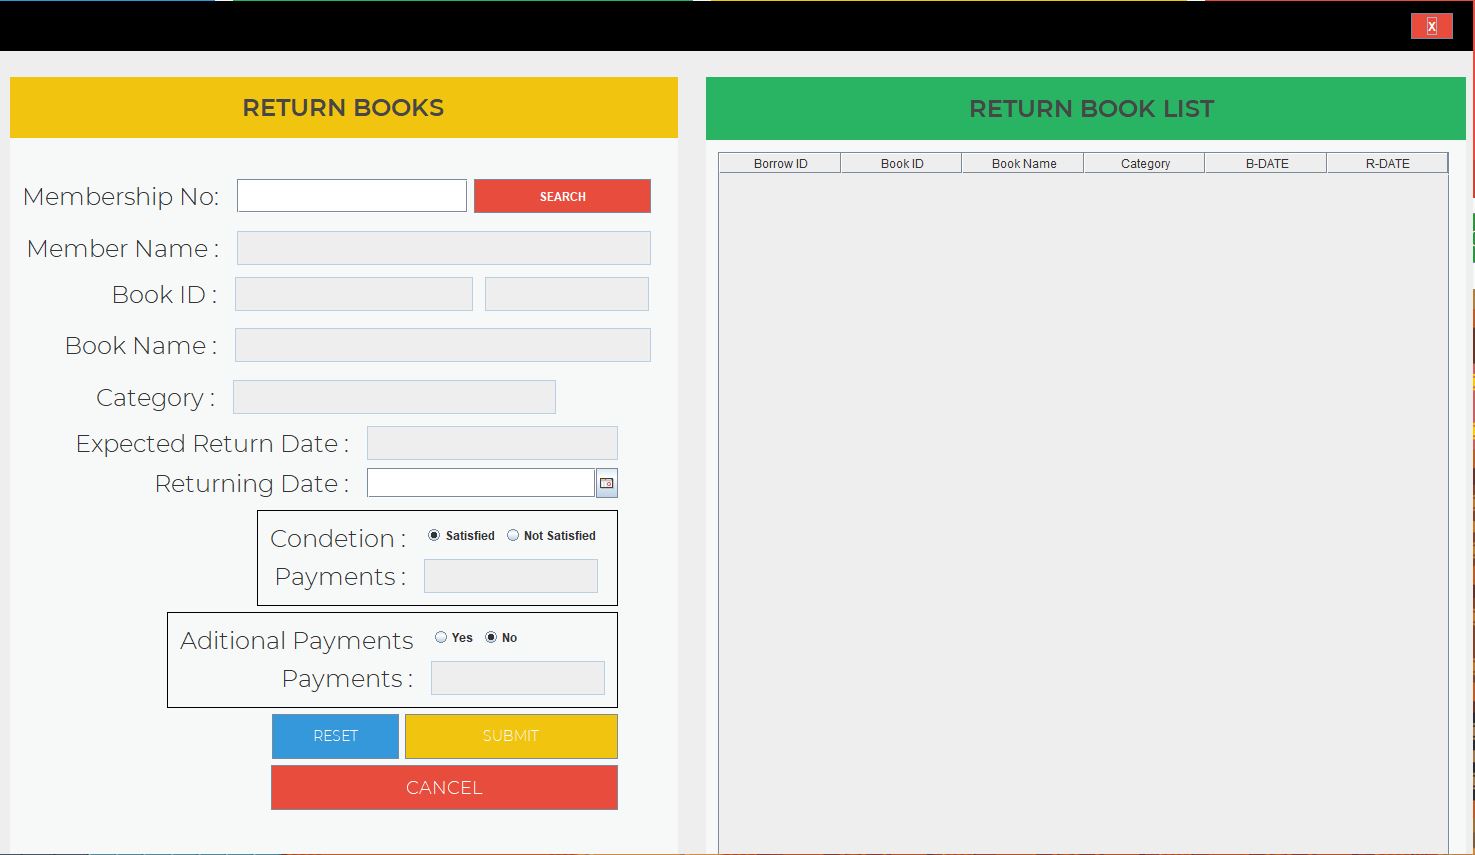 X
RETURN BOOKS
Membership No:
SEARCH
Member Name :
Book ID :
Book Name :
Category :
Expected Return Date :
Returning Date :
Condetion : Satisfied Not Satisfied
Payments :
Aditional Payments Yes No
Payments :
RESET SUBMIT
CANCEL
RETURN BOOK LIST
Borrow ID Book ID Book Name Category B-DATE R-DATE